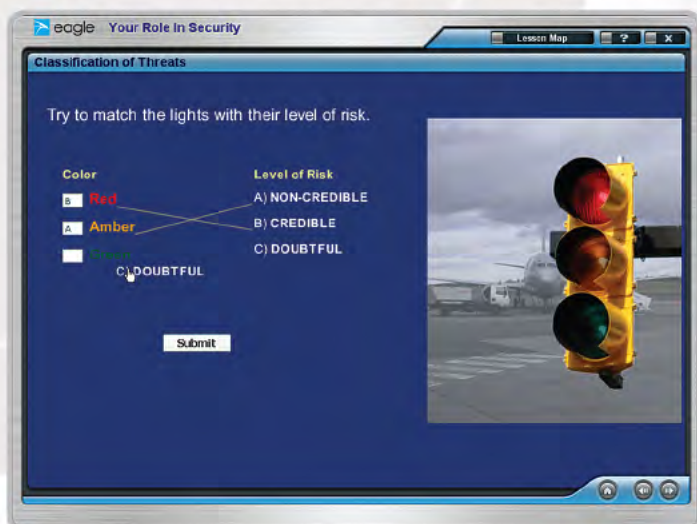 eagle Your Role In Security
Lesson Map ? X
Classification of Threats
Try to match the lights with their level of risk.
Color Level of Risk
B Red A) NON-CREDIBLE
A Amber B) CREDIBLE
C) DOUBTFUL
C) DOUBTFUL
Submit